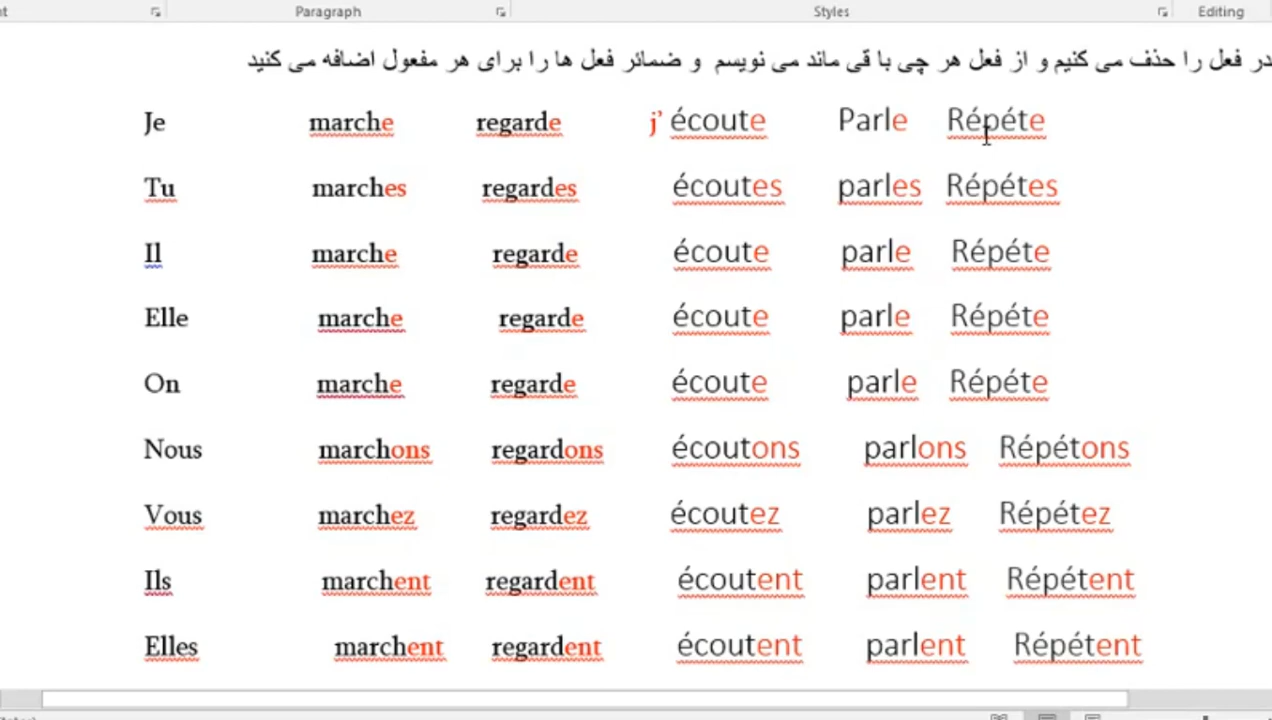 Paragraph Styles Editing
در فعل را حذف می کنیم و از فعل هر چی با قی ماند می نویسم و ضمائر فعل ها را برای هر مفعول اضافه می کنید
Je marche regarde j' écoute Parle Répéte
Tu marches regardes écoutes parles Répétes
Il marche regarde écoute parle Répéte
Elle marche regarde écoute parle Répéte
On marche regarde écoute parle Répéte
Nous marchons regardons écoutons parlons Répétons
Vous marchez regardez écoutez parlez Répétez
Ils marchent regardent écoutent parlent Répétent
Elles marchent regardent écoutent parlent Répétent